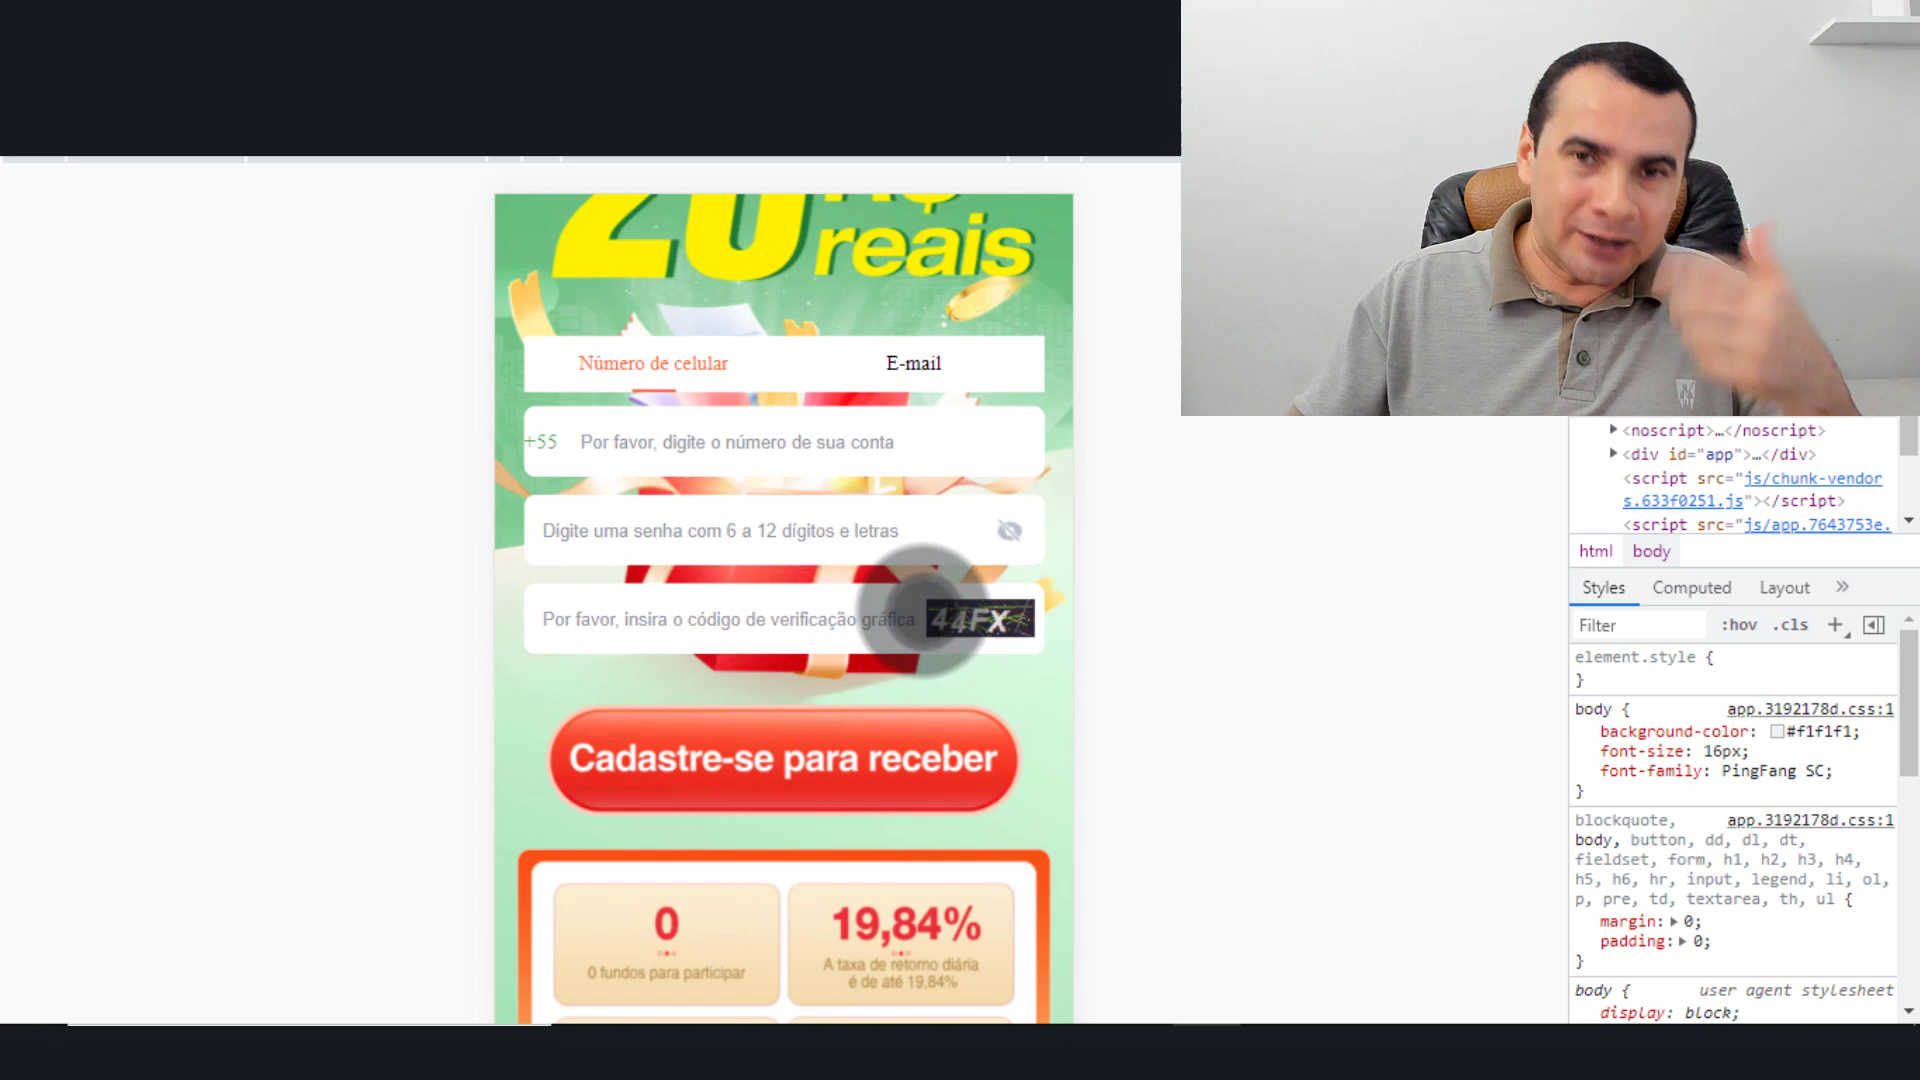 20 R$
reais
Número de celular
E-mail
+55 Por favor, digite o número de sua conta
Digite uma senha com 6 a 12 dígitos e letras
Por favor, insira o código de verificação gráfica
44FX
Cadastre-se para receber
0
0 fundos para participar
19,84%
A taxa de retorno diária
é de até 19,84%
<noscript>…</noscript>
<div id="app">…</div>
<script src="js/chunk-vendor
s.633f0251.js"></script>
<script src="js/app.7643753e.
html body
Styles Computed Layout »
Filter :hov .cls +
element.style {
}
body { app.3192178d.css:1
background-color: #f1f1f1;
font-size: 16px;
font-family: PingFang SC;
}
blockquote, app.3192178d.css:1
body, button, dd, dl, dt,
fieldset, form, h1, h2, h3, h4,
h5, h6, hr, input, legend, li, ol,
p, pre, td, textarea, th, ul {
margin: 0;
padding: 0;
}
body { user agent stylesheet
display: block;